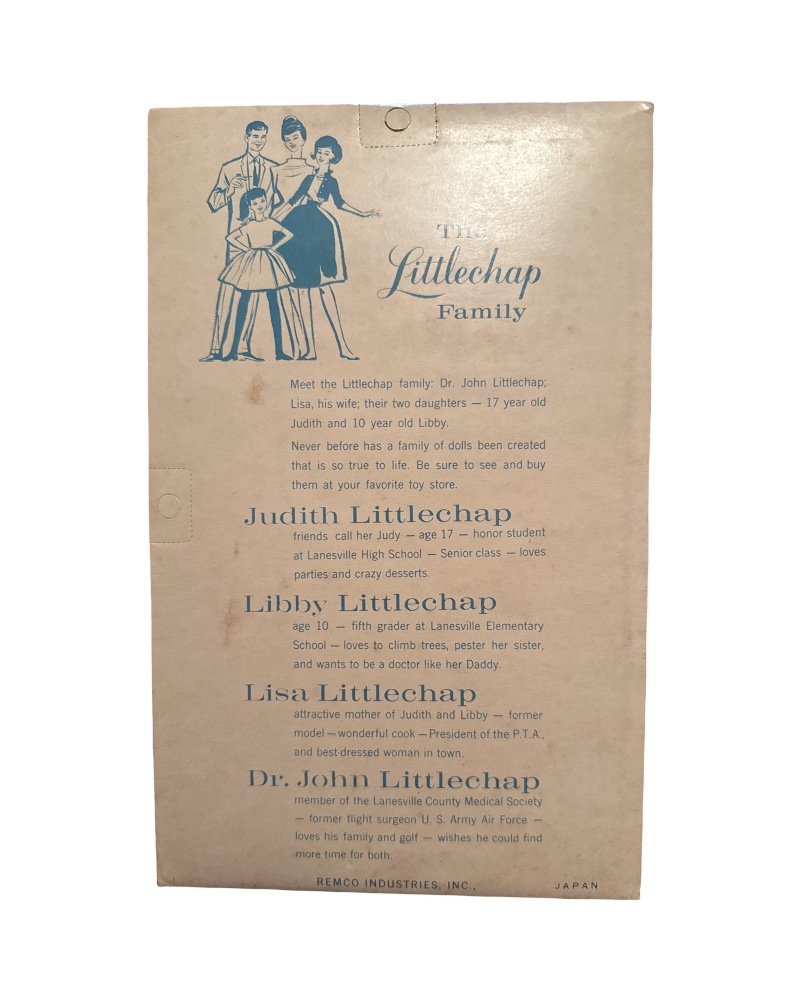 The
Littlechap
Family
Meet the Littlechap family: Dr. John Littlechap;
Lisa, his wife; their two daughters — 17 year old
Judith and 10 year old Libby.
Never before has a family of dolls been created
that is so true to life. Be sure to see and buy
them at your favorite toy store.
Judith Littlechap
friends call her Judy — age 17 — honor student
at Lanesville High School — Senior class — loves
parties and crazy desserts.
Libby Littlechap
age 10 — fifth grader at Lanesville Elementary
School — loves to climb trees, pester her sister,
and wants to be a doctor like her Daddy.
Lisa Littlechap
attractive mother of Judith and Libby — former
model — wonderful cook — President of the P.T.A.,
and best-dressed woman in town.
Dr. John Littlechap
member of the Lanesville County Medical Society
— former flight surgeon U. S. Army Air Force —
loves his family and golf — wishes he could find
more time for both.
REMCO INDUSTRIES, INC., JAPAN